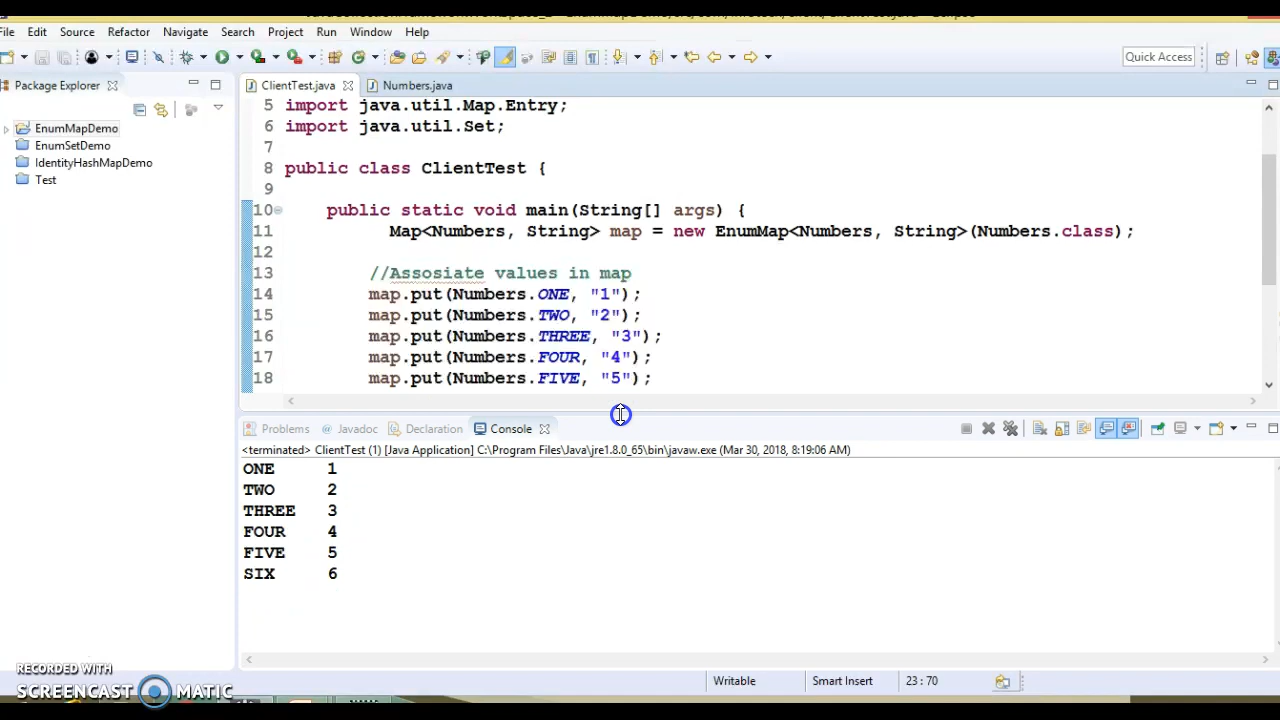 File Edit Source Refactor Navigate Search Project Run Window Help
Quick Access
Package Explorer
ClientTest.java
Numbers.java
EnumMapDemo
EnumSetDemo
IdentityHashMapDemo
Test
5 import java.util.Map.Entry;
6 import java.util.Set;
7
8 public class ClientTest {
9
10 public static void main(String[] args) {
11 Map<Numbers, String> map = new EnumMap<Numbers, String>(Numbers.class);
12
13 //Assosiate values in map
14 map.put(Numbers.ONE, "1");
15 map.put(Numbers.TWO, "2");
16 map.put(Numbers.THREE, "3");
17 map.put(Numbers.FOUR, "4");
18 map.put(Numbers.FIVE, "5");
Problems @ Javadoc Declaration Console
<terminated> ClientTest (1) [Java Application] C:\Program Files\Java\jre1.8.0_65\bin\javaw.exe (Mar 30, 2018, 8:19:06 AM)
ONE 1
TWO 2
THREE 3
FOUR 4
FIVE 5
SIX 6
Writable Smart Insert 23 : 70
RECORDED WITH
SCREENCAST MATIC